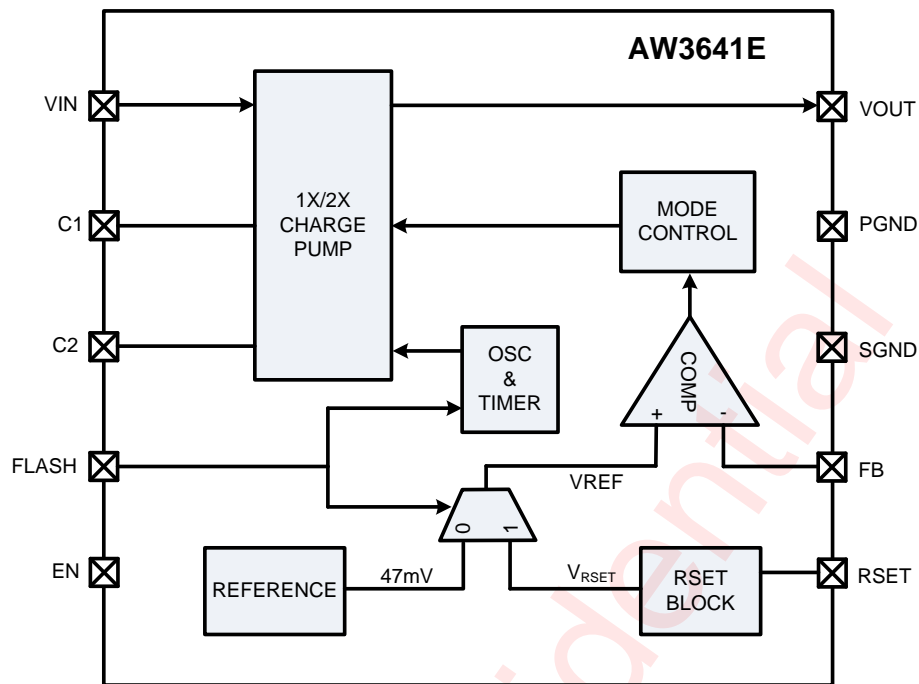 AW3641E
VIN
VOUT
1X/2X
CHARGE
PUMP
C1
MODE
CONTROL
PGND
C2
OSC
&
TIMER
COMP
SGND
+
-
FLASH
VREF
FB
0
1
EN
REFERENCE
47mV
VRSET
RSET
BLOCK
RSET
idential